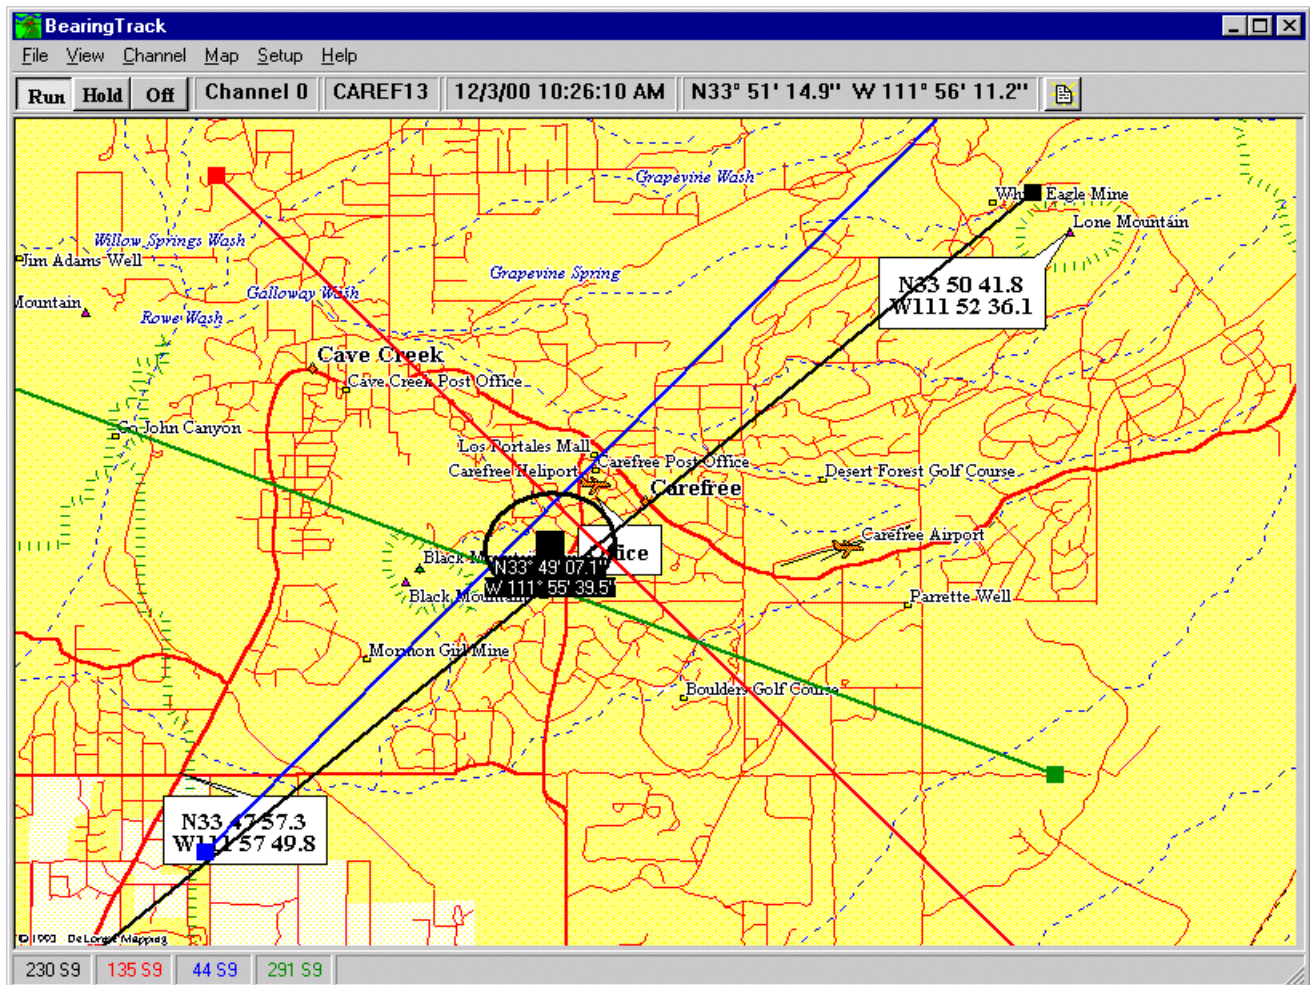 BearingTrack
File View Channel Map Setup Help
Run Hold Off Channel 0 CAREF13 12/3/00 10:26:10 AM N33° 51' 14.9" W 111° 56' 11.2"
Grapevine Wash
Eagle Mine
Lone Mountain
Willow Springs Wash
Jim Adams Well
Grapevine Spring
Galloway Wash
N33 50 41.8
W111 52 36.1
Mountain
Rowe Wash
Cave Creek
Cave Creek Post Office
Go John Canyon
Los Portales Mall
Carefree Post Office
Carefree Heliport
Desert Forest Golf Course
Carefree
Carefree Airport
Black
N33° 49' 07.1"
W 111° 55' 39.5'
Black Mountain
Parrette Well
Mormon Girl Mine
Boulders Golf Course
N33 47 57.3
W111 57 49.8
© 1993 DeLorme Mapping
230 S9 135 S9 44 S9 291 S9